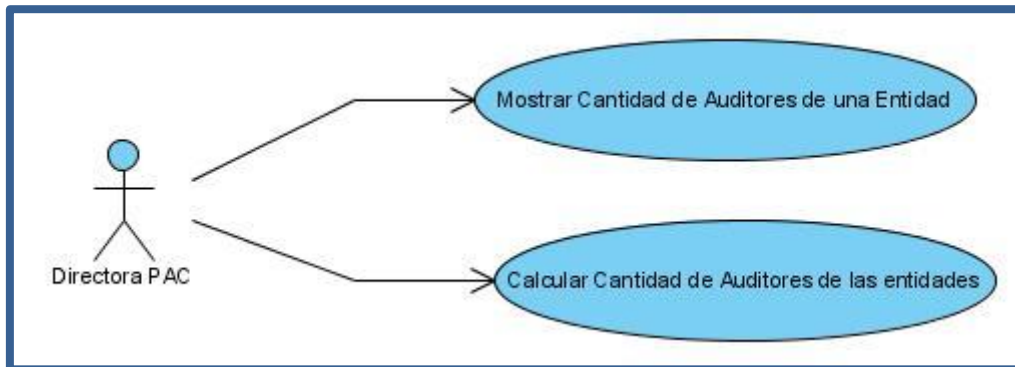 Mostrar Cantidad de Auditores de una Entidad
Directora PAC
Calcular Cantidad de Auditores de las entidades